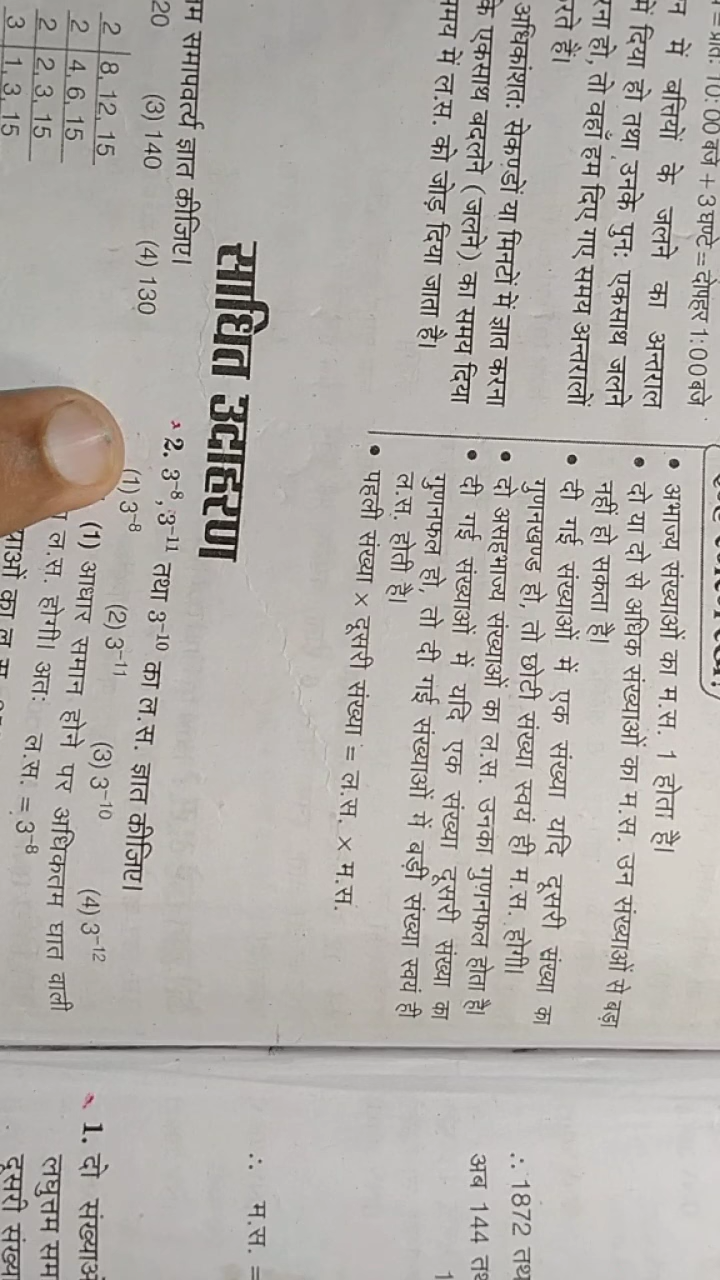 10:00 बजे + 3 घण्टे = दोपहर 1:00 बजे
में बत्तियों के जलने का अन्तराल
में दिया हो तथा उनके पुनः एकसाथ जलने
हो, तो वहाँ हम दिए गए समय अन्तरालों
करते हैं।
अधिकांशतः सेकण्डों या मिनटों में ज्ञात करना
के एकसाथ बदलने (जलने) का समय दिया
समय में ल.स. को जोड़ दिया जाता है।
• अभाज्य संख्याओं का म.स. 1 होता है।
• दो या दो से अधिक संख्याओं का म.स. उन संख्याओं से बड़ा
नहीं हो सकता है।
• दी गई संख्याओं में एक संख्या यदि दूसरी संख्या का
गुणनखण्ड हो, तो छोटी संख्या स्वयं ही म.स. होगी।
• दो असहभाज्य संख्याओं का ल.स. उनका गुणनफल होता है।
• दी गई संख्याओं में यदि एक संख्या दूसरी संख्या का
गुणनफल हो, तो दी गई संख्याओं में बड़ी संख्या स्वयं ही
ल.स. होती है।
• पहली संख्या × दूसरी संख्या = ल.स. × म.स.
साधित उदाहरण
समापवर्त्य ज्ञात कीजिए।
20 (3) 140 (4) 130
2 8, 12, 15
2 4, 6, 15
2 2, 3, 15
3 1, 3, 15
2. 3⁻⁸, 3⁻¹¹ तथा 3⁻¹⁰ का ल.स. ज्ञात कीजिए।
(1) 3⁻⁸ (2) 3⁻¹¹ (3) 3⁻¹⁰ (4) 3⁻¹²
(1) आधार समान होने पर अधिकतम घात वाली
ल.स. होगी। अतः ल.स. = 3⁻⁸
का ल.स.
∴ 1872 तथ
अब 144 तथ
1
∴ म.स. =
1. दो संख्याओं
लघुत्तम सम
दूसरी संख्या